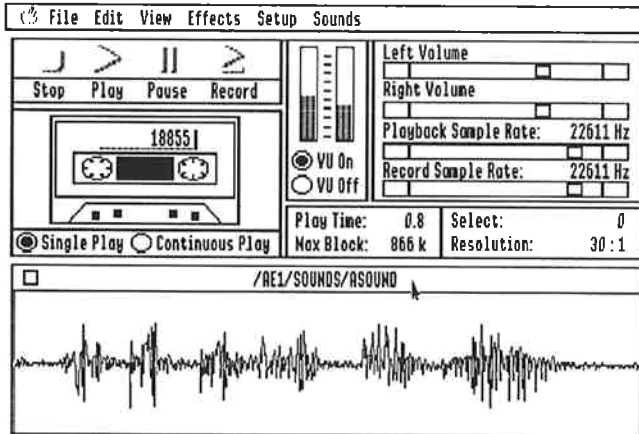 File Edit View Effects Setup Sounds
Stop Play Pause Record
18855
Single Play Continuous Play
VU On
VU Off
Left Volume
Right Volume
Playback Sample Rate: 22611 Hz
Record Sample Rate: 22611 Hz
Play Time: 0.8
Max Block: 866 k
Select: 0
Resolution: 30:1
/AE1/SOUNDS/ASOUND